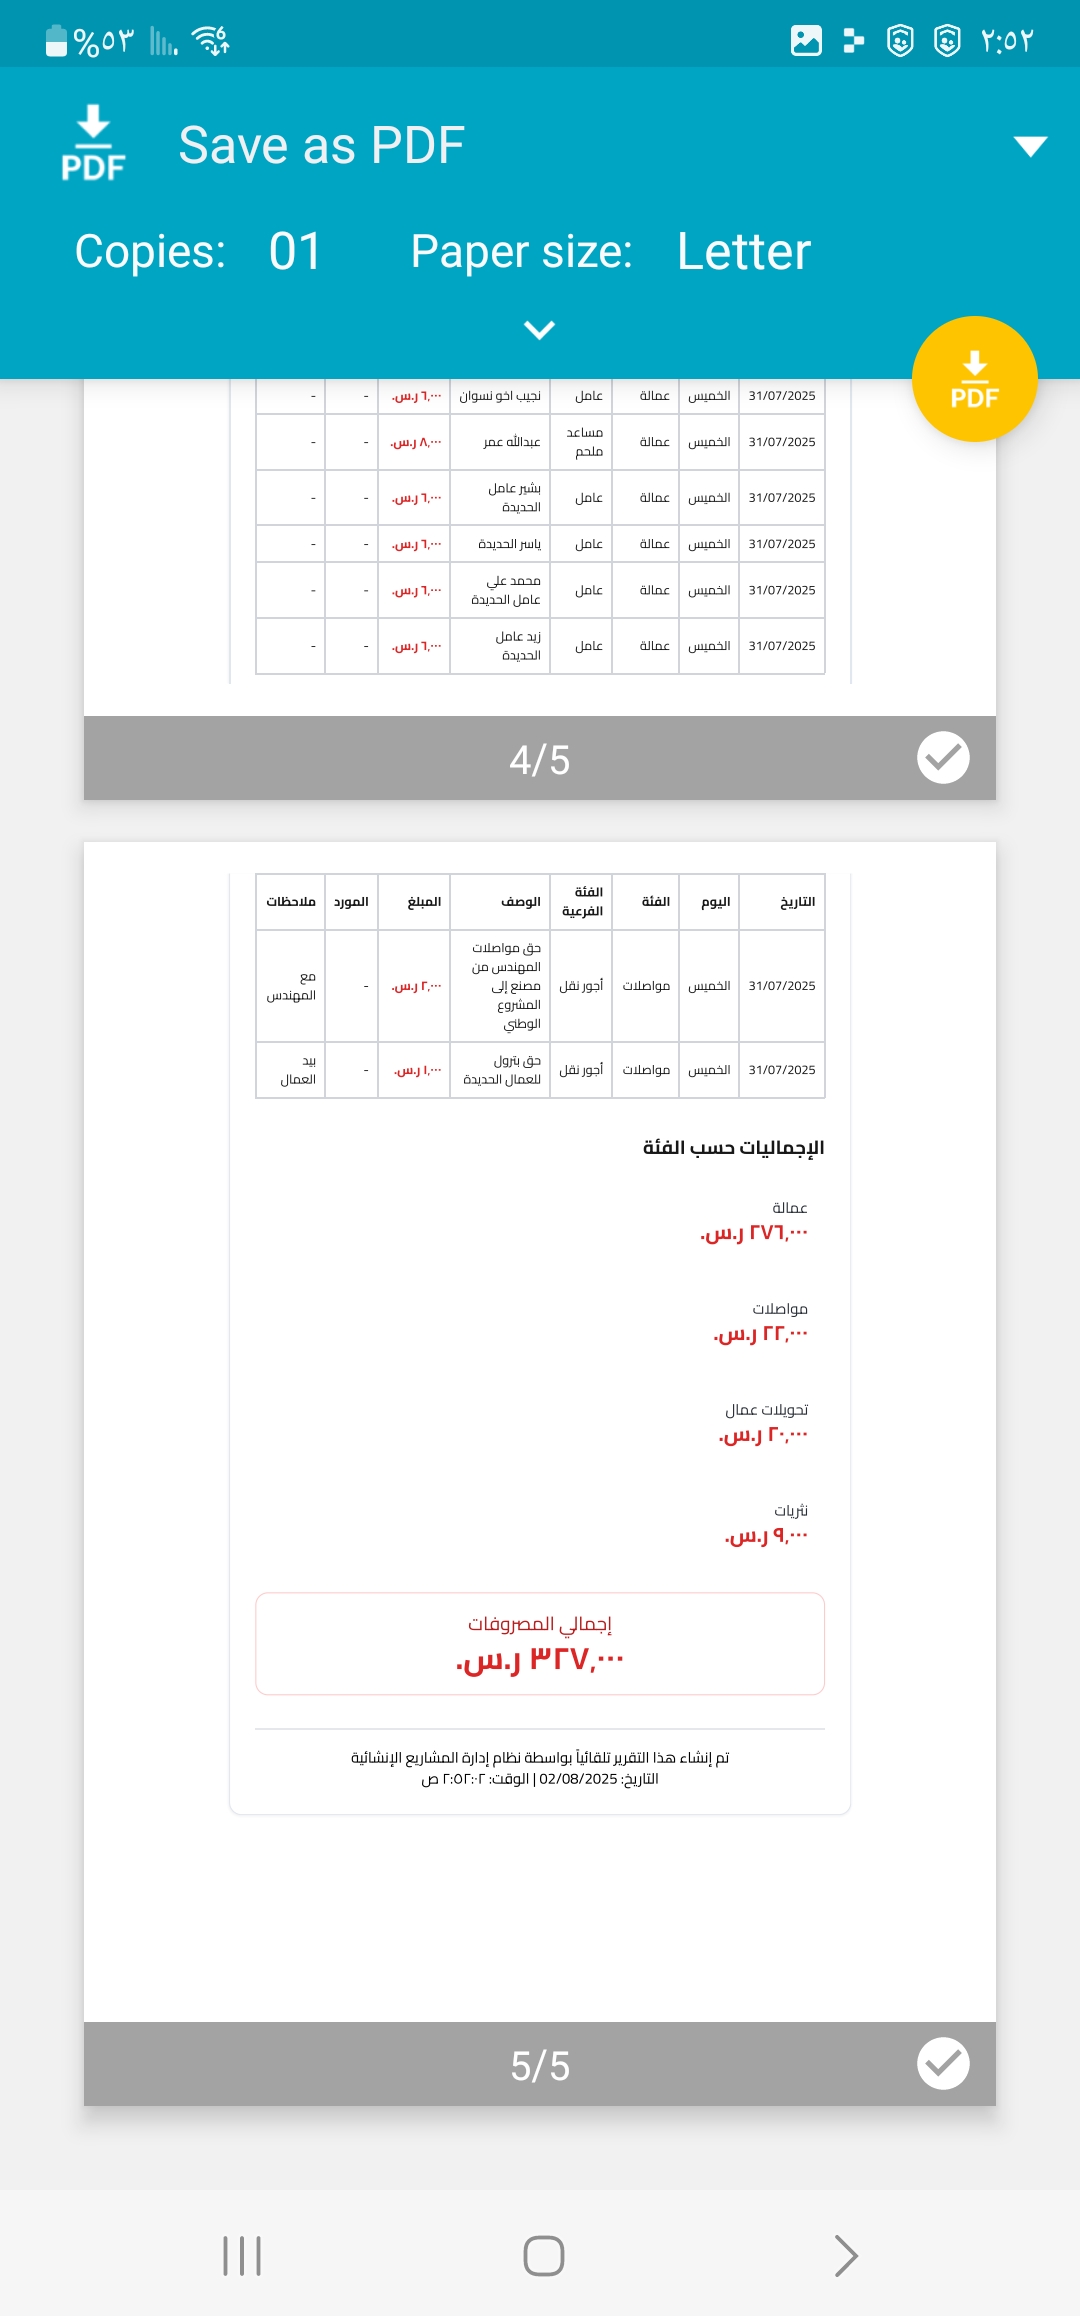 %٥٣ ٢:٥٢
PDF Save as PDF
Copies: 01 Paper size: Letter
PDF
31/07/2025 الخميس عمالة عامل نجيب اخو نسوان ٦,٠٠٠ ر.س. - -
31/07/2025 الخميس عمالة مساعد ملحم عبدالله عمر ٨,٠٠٠ ر.س. - -
31/07/2025 الخميس عمالة عامل بشير عامل الحديدة ٦,٠٠٠ ر.س. - -
31/07/2025 الخميس عمالة عامل ياسر الحديدة ٦,٠٠٠ ر.س. - -
31/07/2025 الخميس عمالة عامل محمد علي عامل الحديدة ٦,٠٠٠ ر.س. - -
31/07/2025 الخميس عمالة عامل زيد عامل الحديدة ٦,٠٠٠ ر.س. - -
4/5
التاريخ اليوم الفئة الفئة الفرعية الوصف المبلغ المورد ملاحظات
31/07/2025 الخميس مواصلات أجور نقل حق مواصلات المهندس من مصنع إلى المشروع الوطني ٢,٠٠٠ ر.س. - مع المهندس
31/07/2025 الخميس مواصلات أجور نقل حق بترول للعمال الحديدة ١,٠٠٠ ر.س. - بيد العمال
الإجماليات حسب الفئة
عمالة
٢٧٦,٠٠٠ ر.س.
مواصلات
٢٢,٠٠٠ ر.س.
تحويلات عمال
٢٠,٠٠٠ ر.س.
نثريات
٩,٠٠٠ ر.س.
إجمالي المصروفات
٣٢٧,٠٠٠ ر.س.
تم إنشاء هذا التقرير تلقائياً بواسطة نظام إدارة المشاريع الإنشائية
التاريخ: 02/08/2025 | الوقت: ٢:٥٢:٠٢ ص
5/5